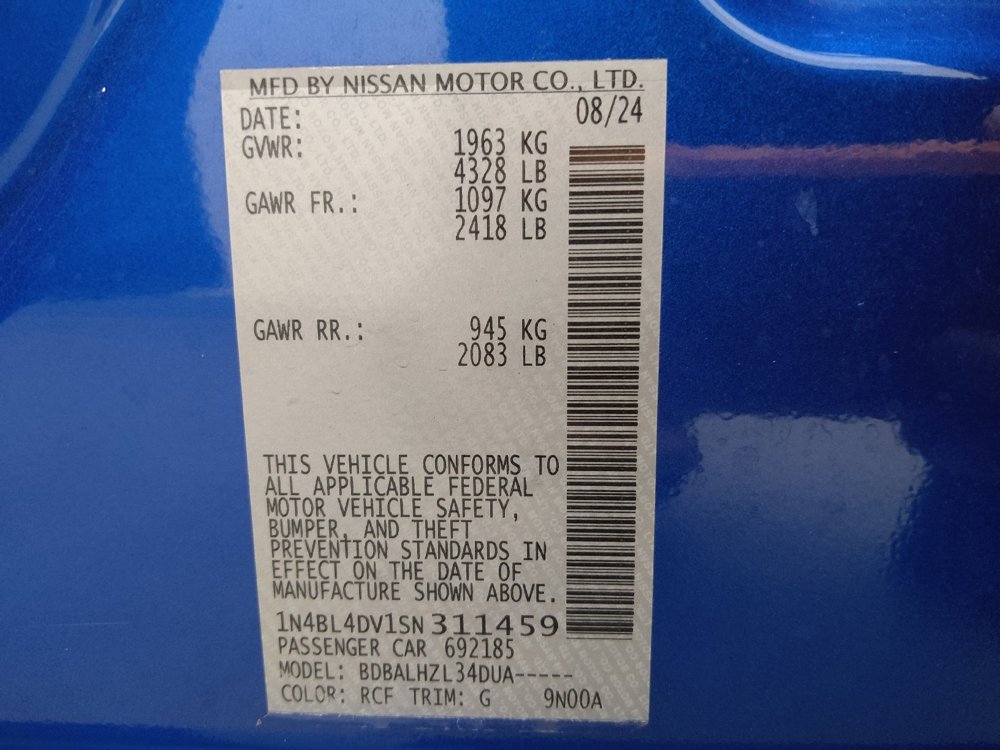 MFD BY NISSAN MOTOR CO., LTD.
DATE: 08/24
GVWR: 1963 KG
4328 LB
GAWR FR.: 1097 KG
2418 LB
GAWR RR.: 945 KG
2083 LB
THIS VEHICLE CONFORMS TO
ALL APPLICABLE FEDERAL
MOTOR VEHICLE SAFETY,
BUMPER, AND THEFT
PREVENTION STANDARDS IN
EFFECT ON THE DATE OF
MANUFACTURE SHOWN ABOVE.
1N4BL4DV1SN311459
PASSENGER CAR 692185
MODEL: BDBALHZL34DUA-----
COLOR: RCF TRIM: G 9N00A